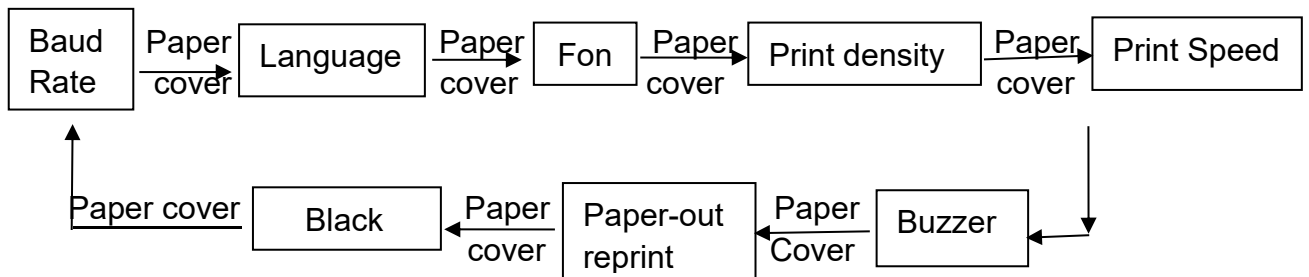 Baud
Rate
Paper
cover
Language
Paper
cover
Fon
Paper
cover
Print density
Paper
cover
Print Speed
Paper cover
Black
Paper
cover
Paper-out
reprint
Paper
Cover
Buzzer